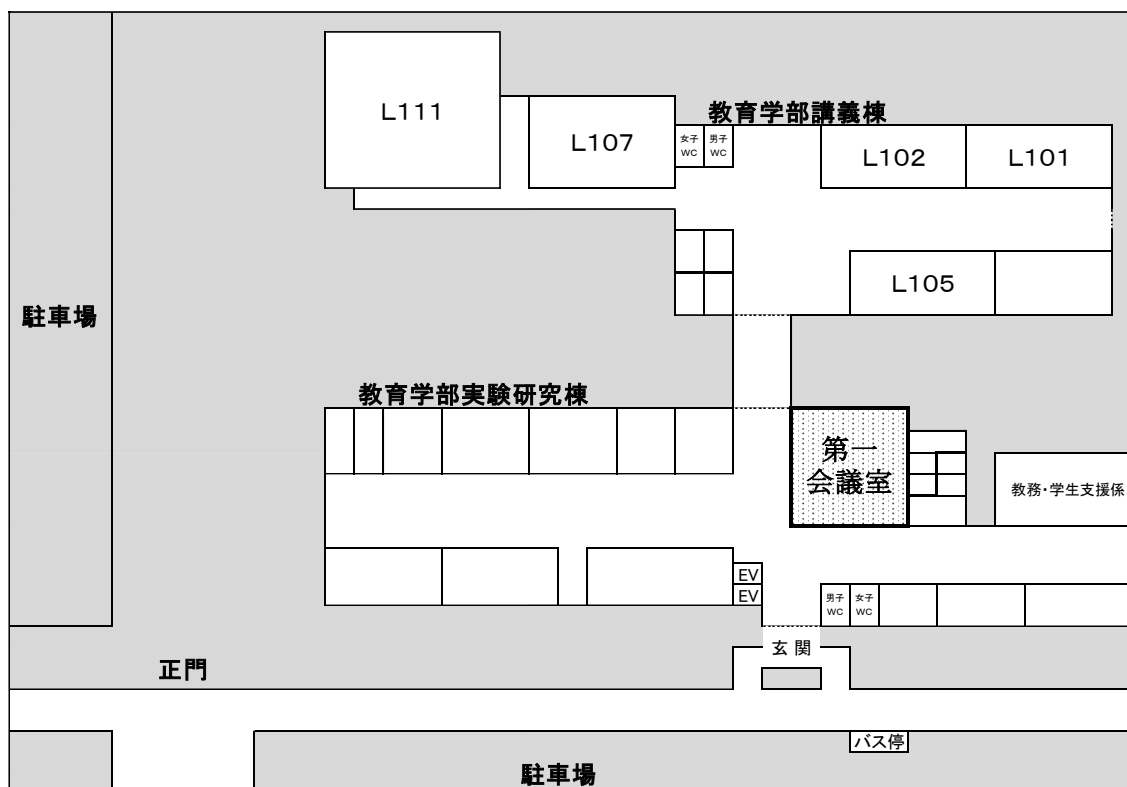 教育学部講義棟
L111
L107
女子
WC
男子
WC
L102
L101
L105
駐車場
教育学部実験研究棟
第一
会議室
教務・学生支援係
EV
EV
男子
WC
女子
WC
玄関
正門
バス停
駐車場